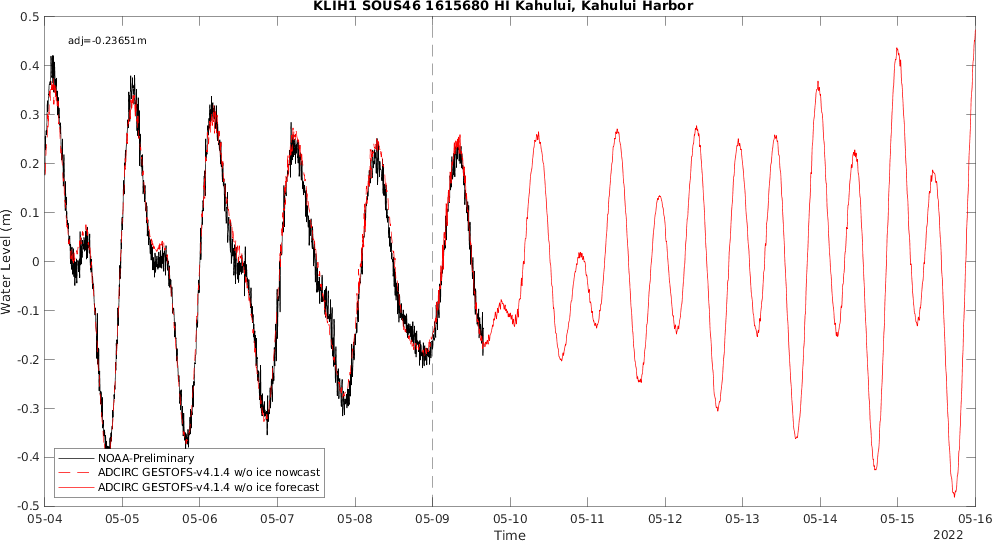 KLIH1 SOUS46 1615680 HI Kahului, Kahului Harbor
adj=-0.23651m
0.5
0.4
0.3
0.2
0.1
0
-0.1
-0.2
-0.3
-0.4
-0.5
Water Level (m)
NOAA-Preliminary
ADCIRC GESTOFS-v4.1.4 w/o ice nowcast
ADCIRC GESTOFS-v4.1.4 w/o ice forecast
05-04 05-05 05-06 05-07 05-08 05-09 05-10 05-11 05-12 05-13 05-14 05-15 05-16
Time
2022